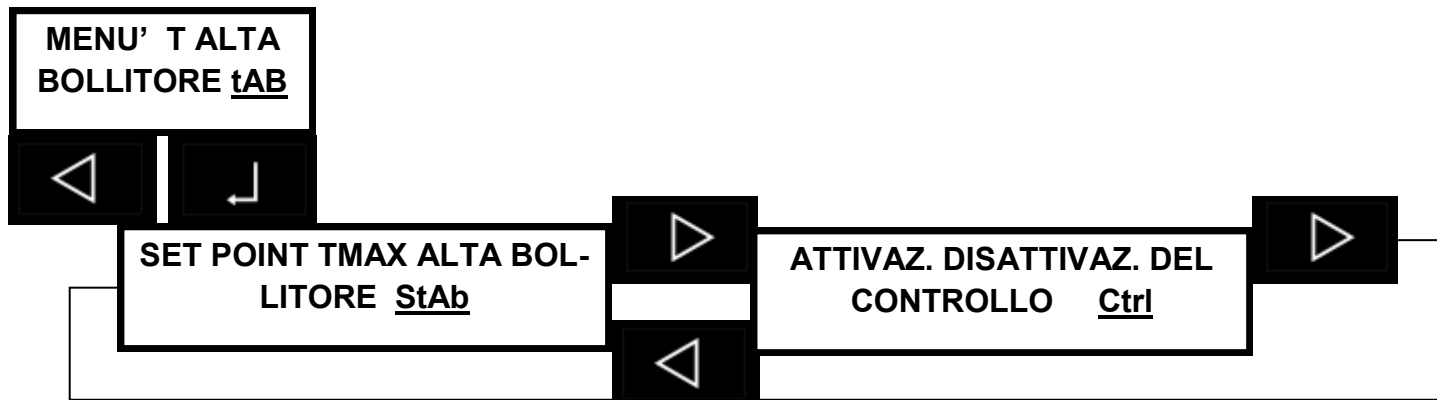 MENU’ T ALTA
BOLLITORE tAB
SET POINT TMAX ALTA BOL-
LITORE StAb
ATTIVAZ. DISATTIVAZ. DEL
CONTROLLO Ctrl